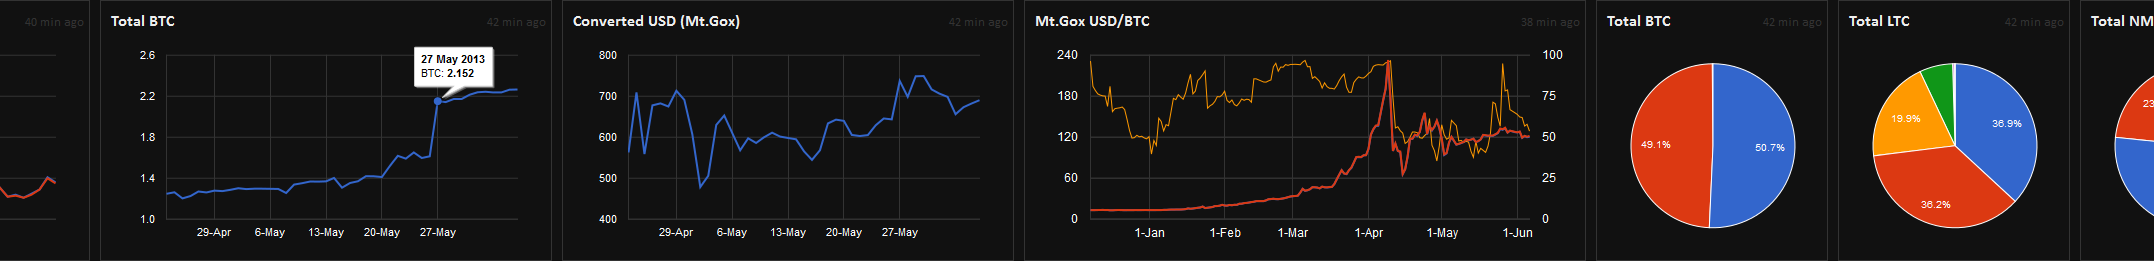 40 min ago
Total BTC 42 min ago
2.6
2.2
1.8
1.4
1.0
27 May 2013
BTC: 2.152
29-Apr 6-May 13-May 20-May 27-May
Converted USD (Mt.Gox) 42 min ago
800
700
600
500
400
29-Apr 6-May 13-May 20-May 27-May
Mt.Gox USD/BTC 38 min ago
240 100
180 75
120 50
60 25
0 0
1-Jan 1-Feb 1-Mar 1-Apr 1-May 1-Jun
Total BTC 42 min ago
49.1% 50.7%
Total LTC 42 min ago
19.9% 36.9%
36.2%
Total NM
23